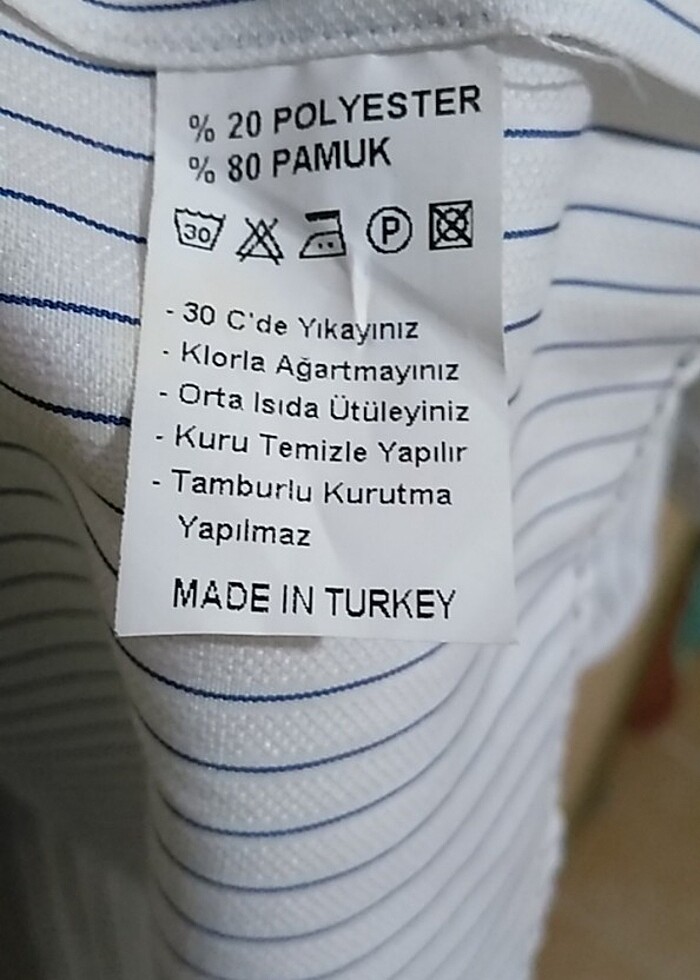 % 20 POLYESTER
% 80 PAMUK
30 P
- 30 C'de Yıkayınız
- Klorla Ağartmayınız
- Orta Isıda Ütüleyiniz
- Kuru Temizle Yapılır
- Tamburlu Kurutma
Yapılmaz
MADE IN TURKEY